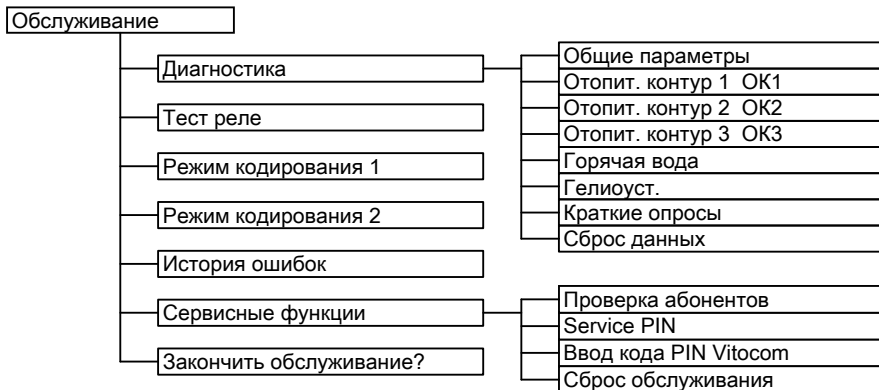 Обслуживание
Диагностика
Общие параметры
Отопит. контур 1 ОК1
Отопит. контур 2 ОК2
Отопит. контур 3 ОК3
Горячая вода
Гелиоуст.
Краткие опросы
Сброс данных
Тест реле
Режим кодирования 1
Режим кодирования 2
История ошибок
Сервисные функции
Проверка абонентов
Service PIN
Ввод кода PIN Vitocom
Сброс обслуживания
Закончить обслуживание?